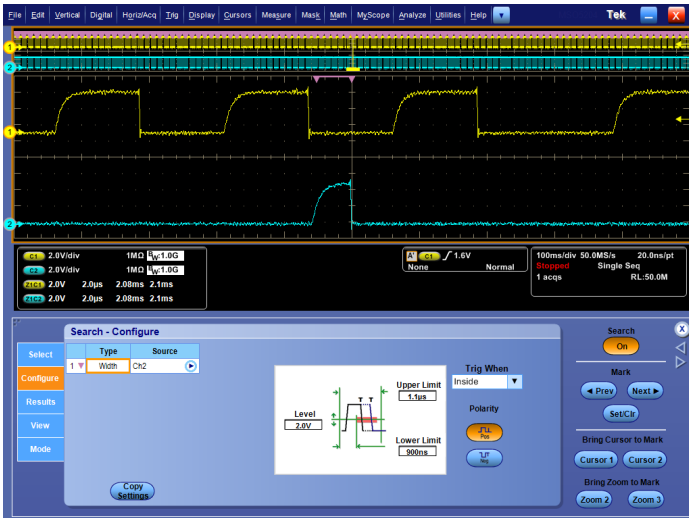 File Edit Vertical Digital Horiz/Acq Trig Display Cursors Measure Mask Math MyScope Analyze Utilities Help Tek X
1
2
1
2
C1 2.0V/div 1MΩ BW:1.0G
C2 2.0V/div 1MΩ BW:1.0G
Z1C1 2.0V 2.0µs 2.08ms 2.1ms
Z1C2 2.0V 2.0µs 2.08ms 2.1ms
A' C1 1.6V
None Normal
100ms/div 50.0MS/s 20.0ns/pt
Stopped Single Seq
1 acqs RL:50.0M
Search - Configure
Select
Configure
Results
View
Mode
Type Source
1 Width Ch2
Copy
Settings
Level
2.0V
T T
Upper Limit
1.1µs
Lower Limit
900ns
Trig When
Inside
Polarity
Pos
Neg
Search X
On
Mark
Prev Next
Set/Clr
Bring Cursor to Mark
Cursor 1 Cursor 2
Bring Zoom to Mark
Zoom 2 Zoom 3